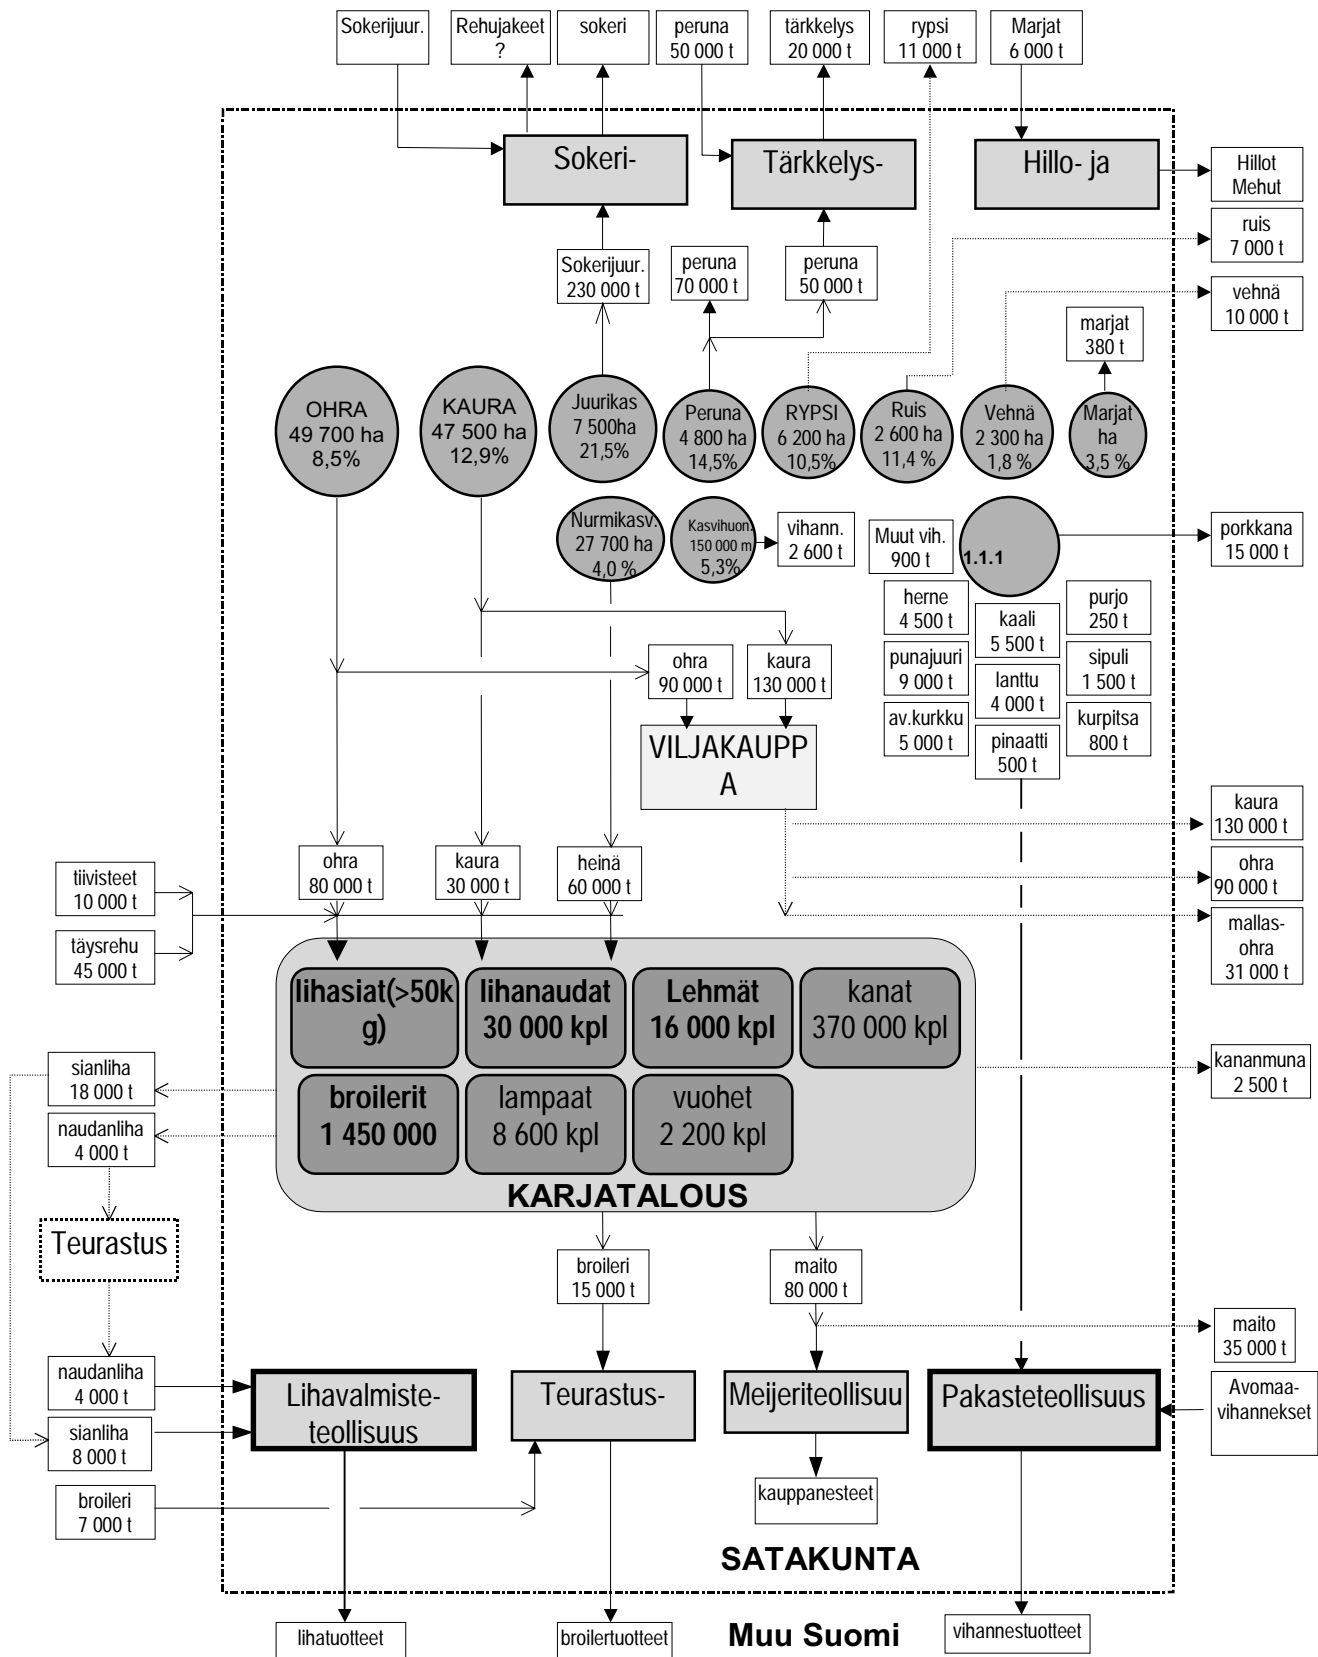 Sokerijuur.
Rehujakeet
?
sokeri
peruna
50 000 t
tärkkelys
20 000 t
rypsi
11 000 t
Marjat
6 000 t
Sokeri-
Tärkkelys-
Hillo- ja
Hillot
Mehut
ruis
7 000 t
Sokerijuur.
230 000 t
peruna
70 000 t
peruna
50 000 t
vehnä
10 000 t
marjat
380 t
OHRA
49 700 ha
8,5%
KAURA
47 500 ha
12,9%
Juurikas
7 500ha
21,5%
Peruna
4 800 ha
14,5%
RYPSI
6 200 ha
10,5%
Ruis
2 600 ha
11,4 %
Vehnä
2 300 ha
1,8 %
Marjat
ha
3,5 %
Nurmikasv.
27 700 ha
4,0 %
Kasvihuon.
150 000 m
5,3%
vihann.
2 600 t
Muut vih.
900 t
1.1.1
porkkana
15 000 t
herne
4 500 t
kaali
5 500 t
purjo
250 t
punajuuri
9 000 t
lanttu
4 000 t
sipuli
1 500 t
av.kurkku
5 000 t
pinaatti
500 t
kurpitsa
800 t
ohra
90 000 t
kaura
130 000 t
VILJAKAUPP
A
kaura
130 000 t
ohra
90 000 t
mallas-
ohra
31 000 t
ohra
80 000 t
kaura
30 000 t
heinä
60 000 t
tiivisteet
10 000 t
täysrehu
45 000 t
lihasiat(>50k
g)
lihanaudat
30 000 kpl
Lehmät
16 000 kpl
kanat
370 000 kpl
broilerit
1 450 000
lampaat
8 600 kpl
vuohet
2 200 kpl
KARJATALOUS
kananmuna
2 500 t
sianliha
18 000 t
naudanliha
4 000 t
Teurastus
broileri
15 000 t
maito
80 000 t
maito
35 000 t
naudanliha
4 000 t
sianliha
8 000 t
Lihavalmiste-
teollisuus
Teurastus-
Meijeriteollisuu
Pakasteteollisuus
Avomaa-
vihannekset
broileri
7 000 t
kauppanesteet
SATAKUNTA
lihatuotteet
broilertuotteet
Muu Suomi
vihannestuotteet